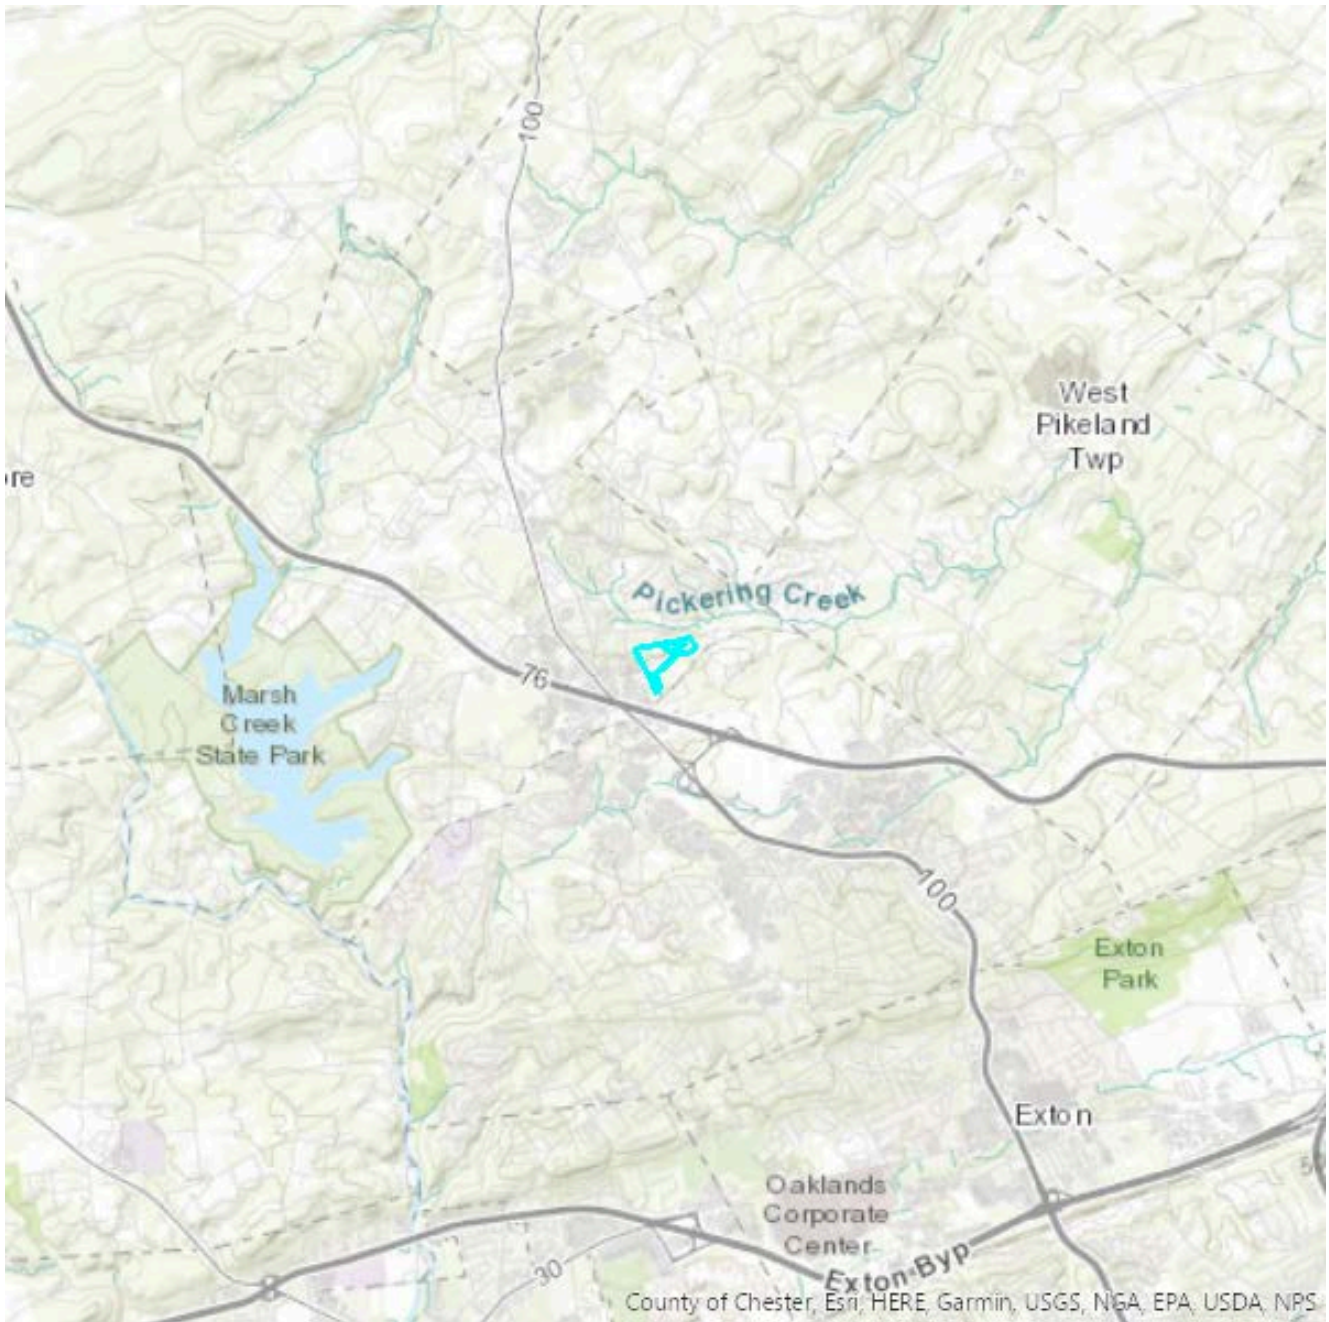 100
West
Pikeland
Twp
Pickering Creek
76
Marsh
Creek
State Park
100
Exton
Park
Exton
Oaklands
Corporate
Center
30
Exton-Byp
County of Chester, Esri, HERE, Garmin, USGS, NGA, EPA, USDA, NPS